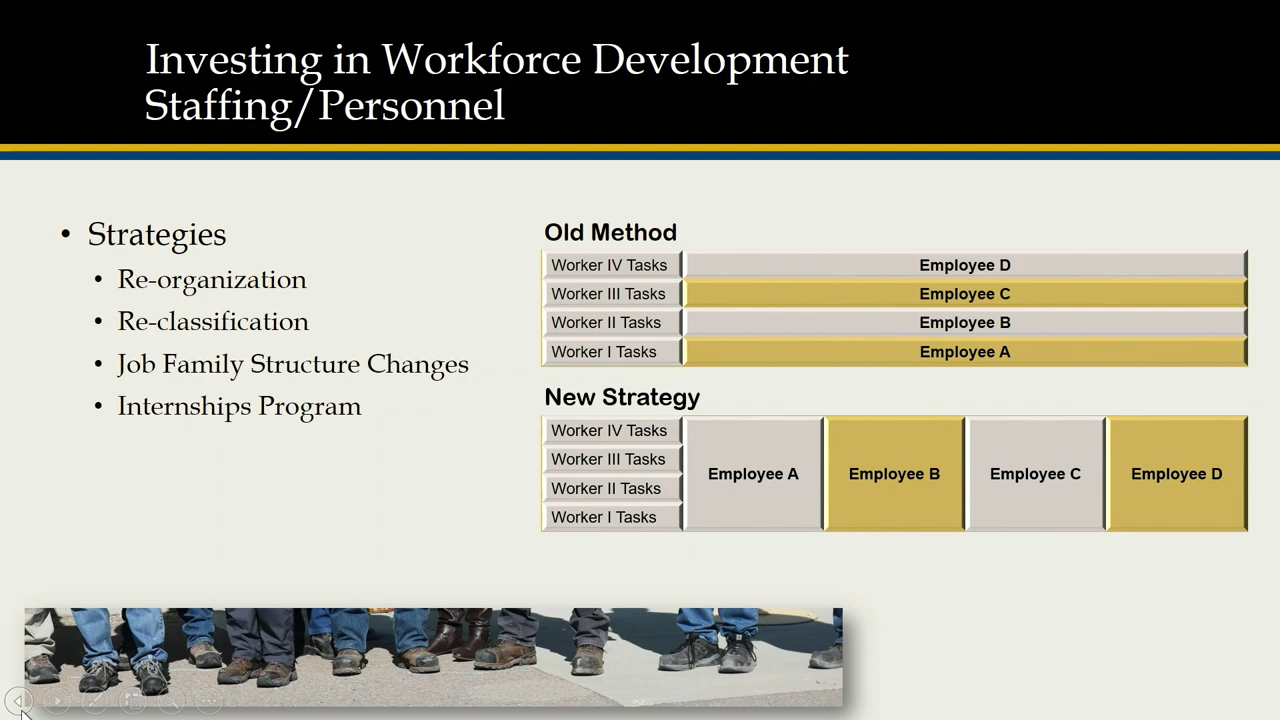 Investing in Workforce Development
Staffing/Personnel
• Strategies
• Re-organization
• Re-classification
• Job Family Structure Changes
• Internships Program
Old Method
Worker IV Tasks Employee D
Worker III Tasks Employee C
Worker II Tasks Employee B
Worker I Tasks Employee A
New Strategy
Worker IV Tasks
Worker III Tasks
Worker II Tasks
Worker I Tasks
Employee A Employee B Employee C Employee D